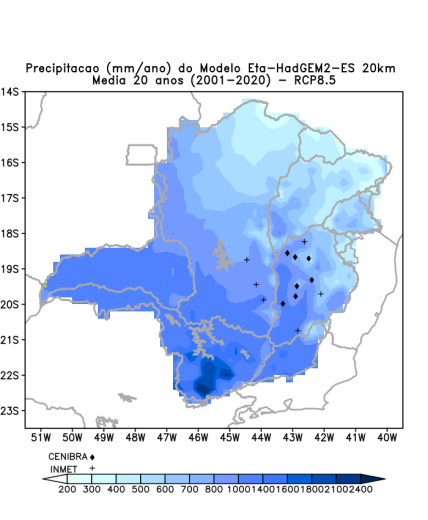 Precipitacao (mm/ano) do Modelo Eta-HadGEM2-ES 20km
Media 20 anos (2001-2020) - RCP8.5
14S
15S
16S
17S
18S
19S
20S
21S
22S
23S
51W 50W 49W 48W 47W 46W 45W 44W 43W 42W 41W 40W
CENIBRA
INMET
200 300 400 500 600 700 800 1000 1400 1600 1800 2100 2400